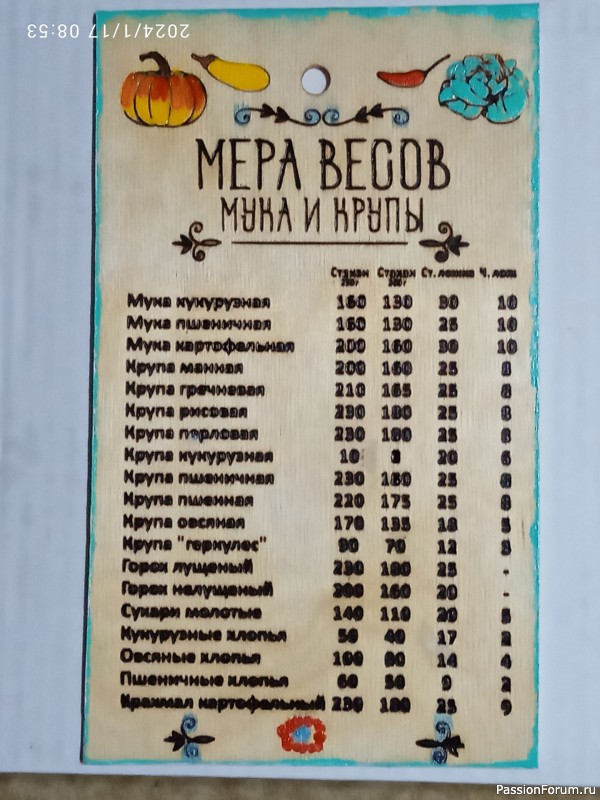 2024/1/17 08:53
МЕРА ВЕСОВ
МУКА И КРУПЫ
Стакан Стакан Ст. ложка Ч. ложк
250г
Мука кукурузная 160 130 30 10
Мука пшеничная 160 130 25 10
Мука картофельная 200 160 30 10
Крупа манная 200 160 25 8
Крупа гречневая 210 165 25 8
Крупа рисовая 230 180 25 8
Крупа перловая 230 180 25 8
Крупа кукурузная 10 20 6
Крупа пшеничная 230 180 25 8
Крупа пшенная 220 175 25 8
Крупа овсяная 170 135 18 5
Крупа "геркулес" 90 70 12 3
Горох лущеный 230 180 25 -
Горох нелущеный 200 160 20 -
Сухари молотые 140 110 20 5
Кукурузные хлопья 50 40 17 2
Овсяные хлопья 100 80 14 4
Пшеничные хлопья 60 50 9 2
Крахмал картофельный 230 180 25 9
PassionForum.ru